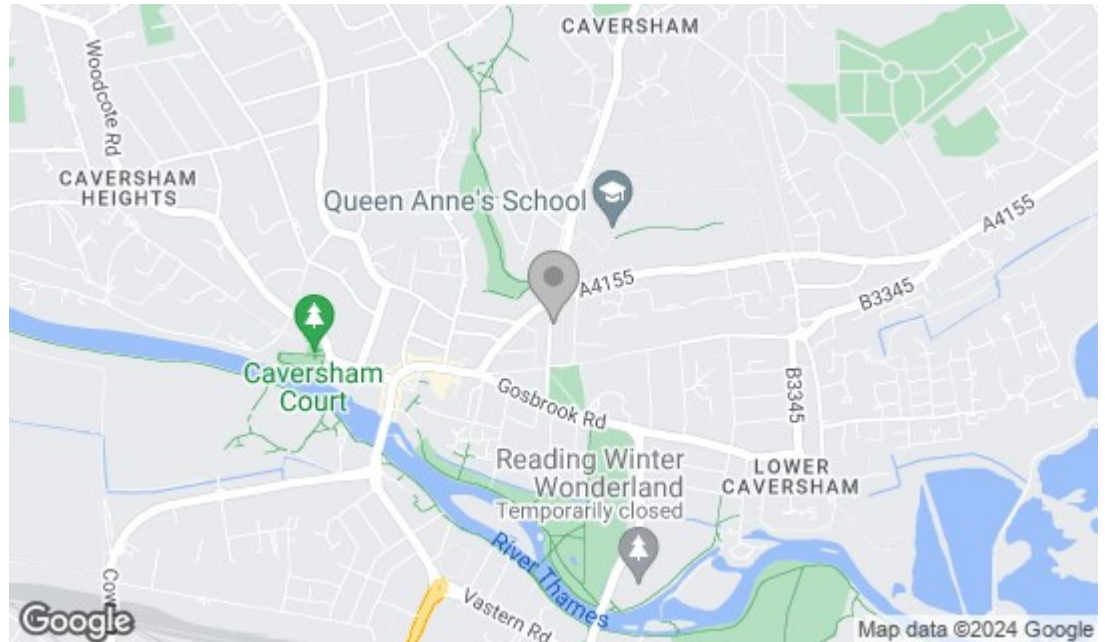 CAVERSHAM
Woodcote Rd
CAVERSHAM
HEIGHTS
Queen Anne's School
A4155
A4155
B3345
Caversham
Court
Gosbrook Rd
B3345
Reading Winter
Wonderland
Temporarily closed
LOWER
CAVERSHAM
River Thames
Cow
Vastern Rd
Google
Map data ©2024 Google